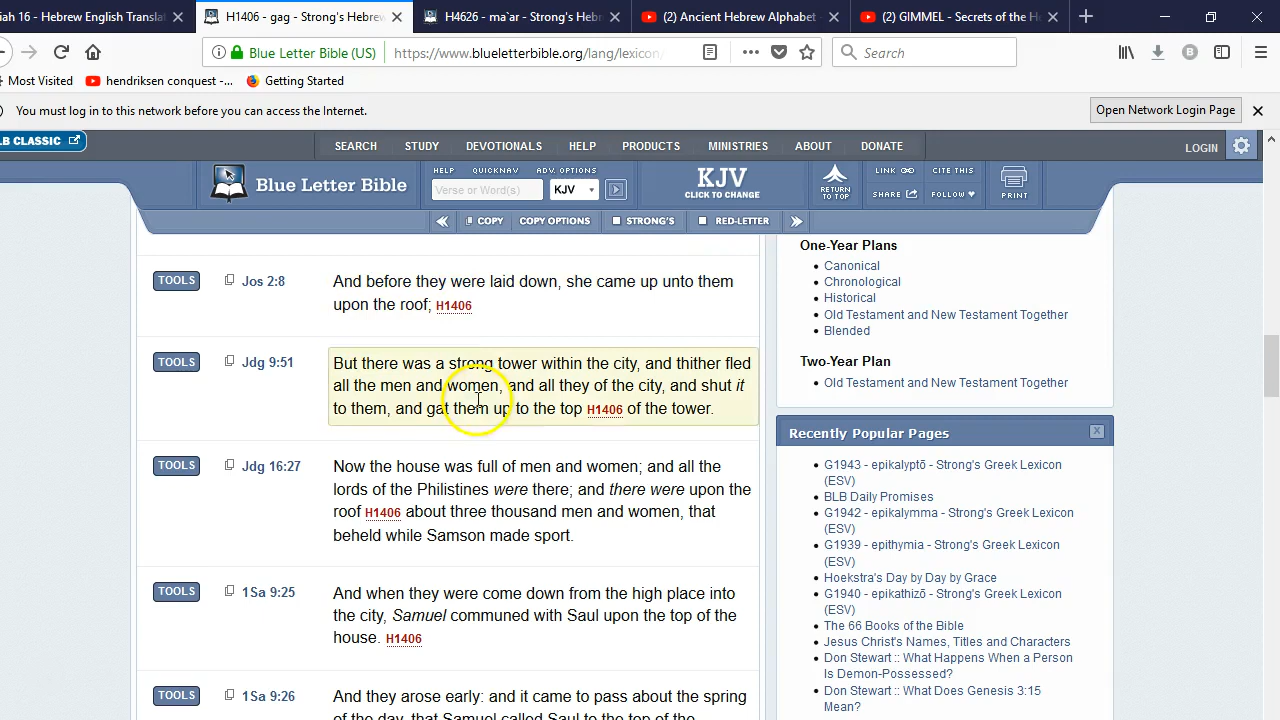 iah 16 - Hebrew English Translat
H1406 - gag - Strong's Hebrew
H4626 - ma`ar - Strong's Hebr
(2) Ancient Hebrew Alphabet -
(2) GIMMEL - Secrets of the H
Blue Letter Bible (US)
https://www.blueletterbible.org/lang/lexicon
Search
Most Visited
hendriksen conquest -...
Getting Started
You must log in to this network before you can access the Internet.
Open Network Login Page
LB CLASSIC
SEARCH STUDY DEVOTIONALS HELP PRODUCTS MINISTRIES ABOUT DONATE
LOGIN
Blue Letter Bible
HELP QUICKNAV ADV. OPTIONS
Verse or Word(s)
KJV
KJV
CLICK TO CHANGE
RETURN
TO TOP
LINK CITE THIS
SHARE FOLLOW
PRINT
COPY COPY OPTIONS STRONG'S RED-LETTER
TOOLS Jos 2:8
And before they were laid down, she came up unto them
upon the roof; H1406
TOOLS Jdg 9:51
But there was a strong tower within the city, and thither fled
all the men and women, and all they of the city, and shut it
to them, and gat them up to the top H1406 of the tower.
TOOLS Jdg 16:27
Now the house was full of men and women; and all the
lords of the Philistines were there; and there were upon the
roof H1406 about three thousand men and women, that
beheld while Samson made sport.
TOOLS 1Sa 9:25
And when they were come down from the high place into
the city, Samuel communed with Saul upon the top of the
house. H1406
TOOLS 1Sa 9:26
And they arose early: and it came to pass about the spring
of the day, that Samuel called Saul to the top of the
One-Year Plans
Canonical
Chronological
Historical
Old Testament and New Testament Together
Blended
Two-Year Plan
Old Testament and New Testament Together
Recently Popular Pages
G1943 - epikalyptō - Strong's Greek Lexicon
(ESV)
BLB Daily Promises
G1942 - epikalymma - Strong's Greek Lexicon
(ESV)
G1939 - epithymia - Strong's Greek Lexicon
(ESV)
Hoekstra's Day by Day by Grace
G1940 - epikathizō - Strong's Greek Lexicon
(ESV)
The 66 Books of the Bible
Jesus Christ's Names, Titles and Characters
Don Stewart :: What Happens When a Person
Is Demon-Possessed?
Don Stewart :: What Does Genesis 3:15
Mean?